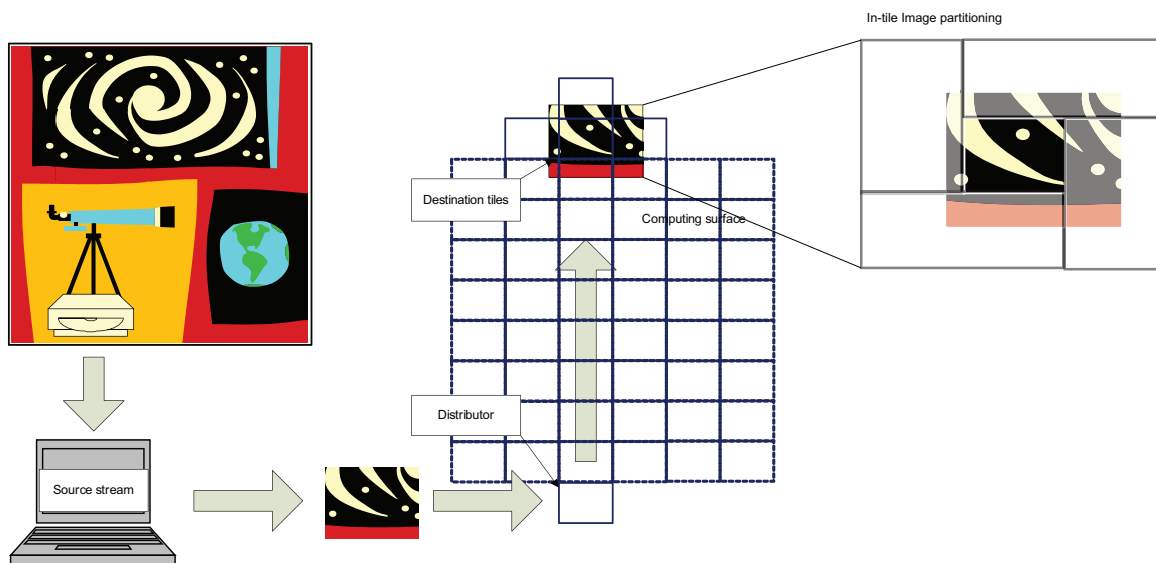 In-tile Image partitioning
Destination tiles
Computing surface
Distributor
Source stream